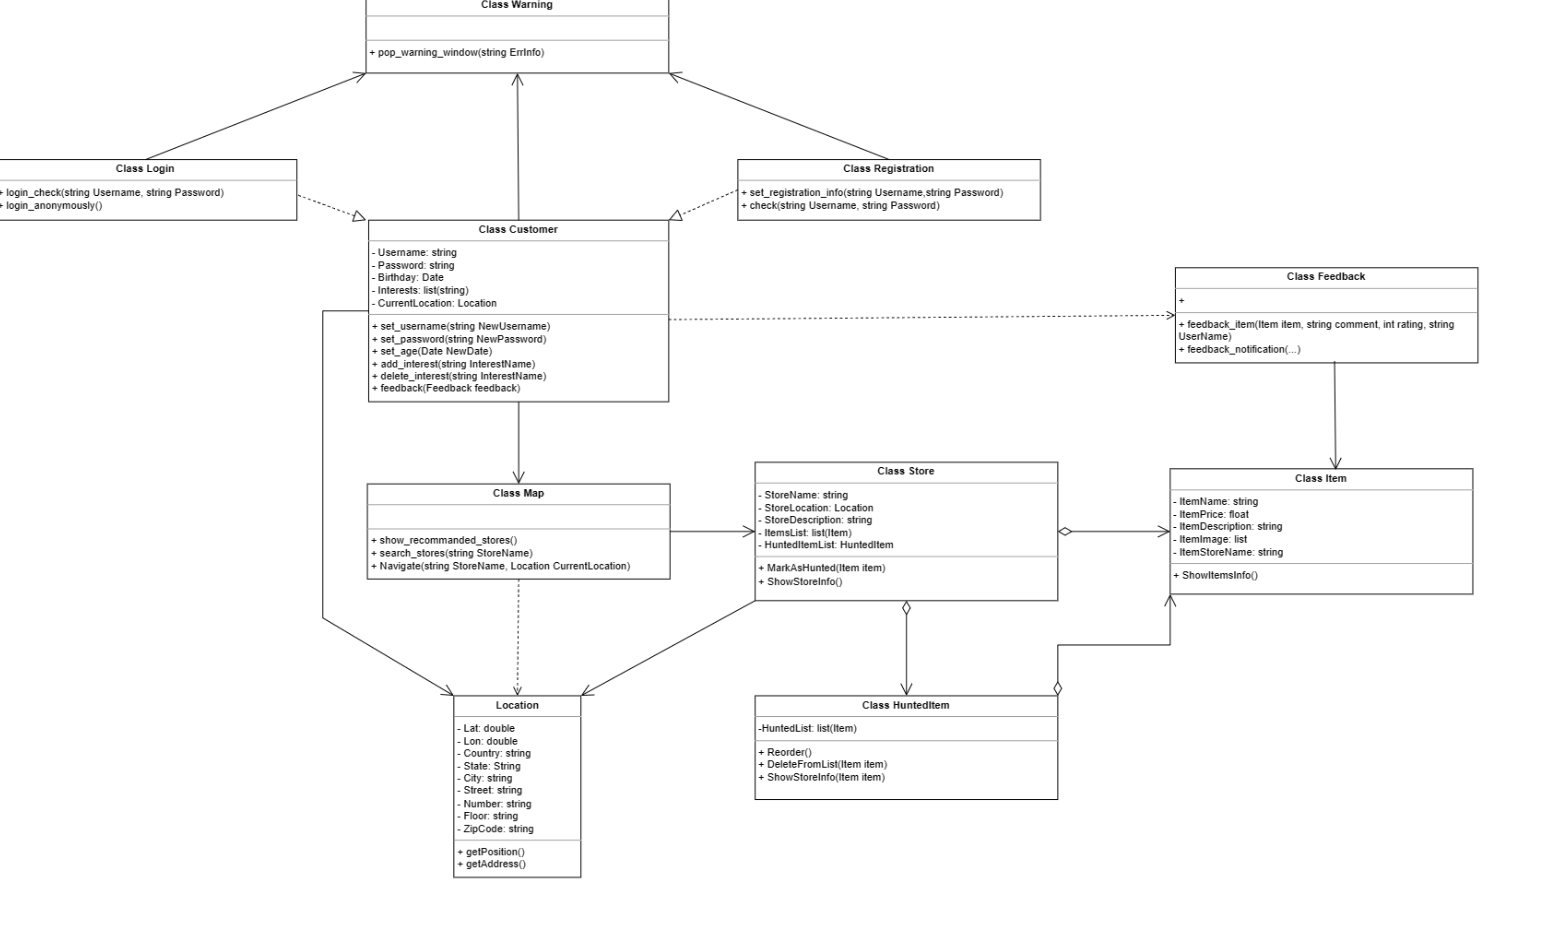 Class Warning
+ pop_warning_window(string ErrInfo)
Class Login
+ login_check(string Username, string Password)
+ login_anonymously()
Class Registration
+ set_registration_info(string Username,string Password)
+ check(string Username, string Password)
Class Customer
- Username: string
- Password: string
- Birthday: Date
- Interests: list(string)
- CurrentLocation: Location
+ set_username(string NewUsername)
+ set_password(string NewPassword)
+ set_age(Date NewDate)
+ add_interest(string InterestName)
+ delete_interest(string InterestName)
+ feedback(Feedback feedback)
Class Feedback
+
+ feedback_item(Item item, string comment, int rating, string
UserName)
+ feedback_notification(...)
Class Map
+ show_recommanded_stores()
+ search_stores(string StoreName)
+ Navigate(string StoreName, Location CurrentLocation)
Class Store
- StoreName: string
- StoreLocation: Location
- StoreDescription: string
- ItemsList: list(Item)
- HuntedItemList: HuntedItem
+ MarkAsHunted(Item item)
+ ShowStoreInfo()
Class Item
- ItemName: string
- ItemPrice: float
- ItemDescription: string
- ItemImage: list
- ItemStoreName: string
+ ShowItemsInfo()
Location
- Lat: double
- Lon: double
- Country: string
- State: String
- City: string
- Street: string
- Number: string
- Floor: string
- ZipCode: string
+ getPosition()
+ getAddress()
Class HuntedItem
-HuntedList: list(Item)
+ Reorder()
+ DeleteFromList(Item item)
+ ShowStoreInfo(Item item)